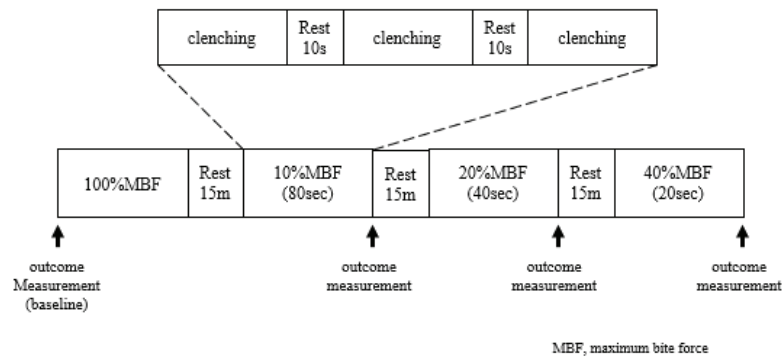 clenching
Rest
10s
clenching
Rest
10s
clenching
100%MBF
Rest
15m
10%MBF
(80sec)
Rest
15m
20%MBF
(40sec)
Rest
15m
40%MBF
(20sec)
outcome
Measurement
(baseline)
outcome
measurement
outcome
measurement
outcome
measurement
MBF, maximum bite force